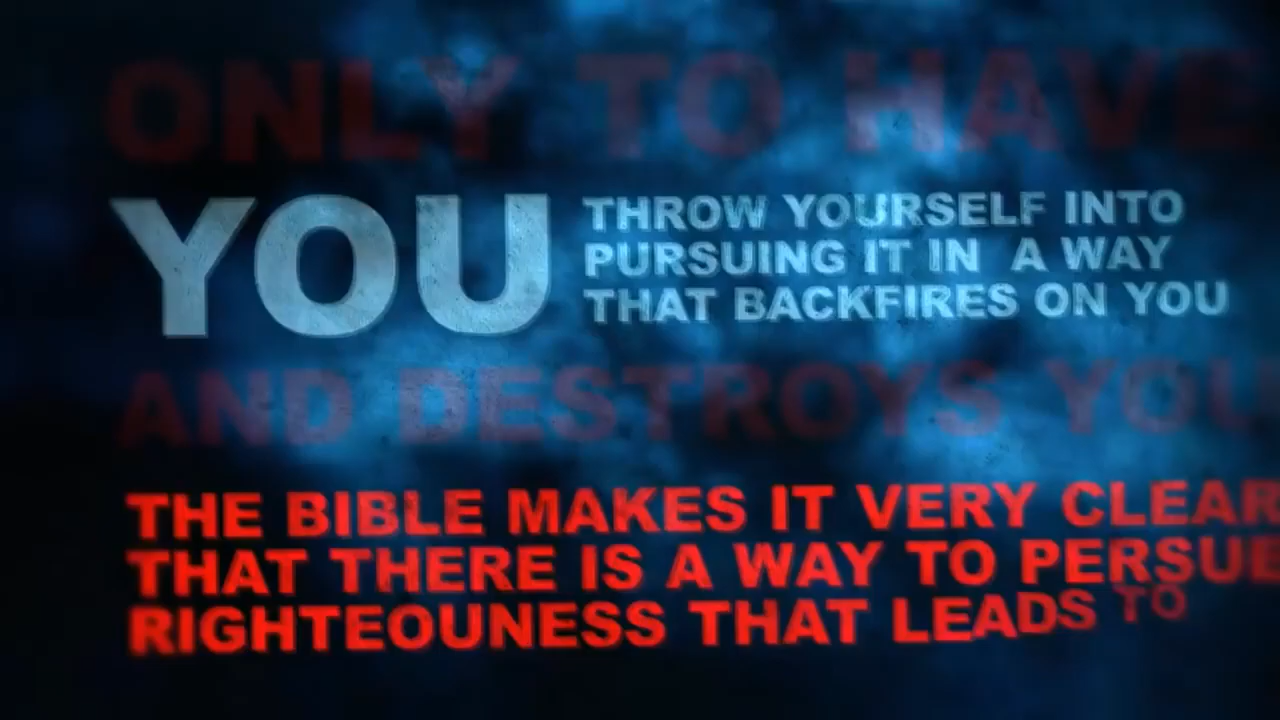 ONLY TO HAVE
YOU
THROW YOURSELF INTO
PURSUING IT IN A WAY
THAT BACKFIRES ON YOU
AND DESTROYS YOU
THE BIBLE MAKES IT VERY CLEAR
THAT THERE IS A WAY TO PERSUE
RIGHTEOUNESS THAT LEADS TO